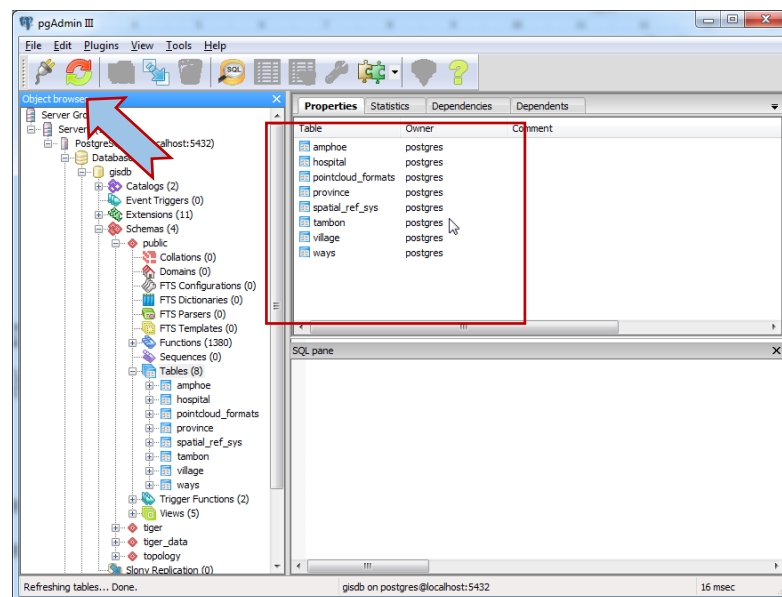 pgAdmin III
File Edit Plugins View Tools Help
SQL
Object browser
Server Gro
Server
PostgreS calhost:5432)
Databas
gisdb
Catalogs (2)
Event Triggers (0)
Extensions (11)
Schemas (4)
public
Collations (0)
Domains (0)
FTS Configurations (0)
FTS Dictionaries (0)
FTS Parsers (0)
FTS Templates (0)
Functions (1380)
Sequences (0)
Tables (8)
amphoe
hospital
pointcloud_formats
province
spatial_ref_sys
tambon
village
ways
Trigger Functions (2)
Views (5)
tiger
tiger_data
topology
Slony Replication (0)
Properties Statistics Dependencies Dependents
Table Owner Comment
amphoe postgres
hospital postgres
pointcloud_formats postgres
province postgres
spatial_ref_sys postgres
tambon postgres
village postgres
ways postgres
SQL pane
Refreshing tables... Done. gisdb on postgres@localhost:5432 16 msec